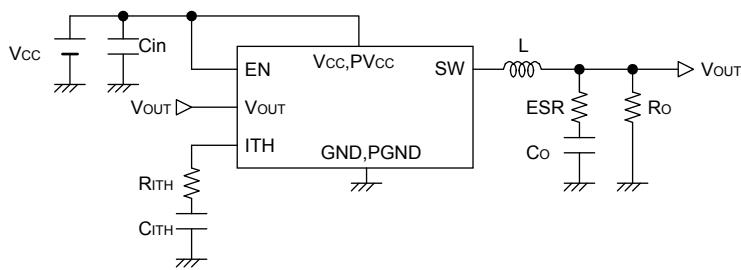 VCC
Cin
EN
VCC,PVCC
SW
L
VOUT
VOUT
VOUT
ESR
RO
ITH
GND,PGND
CO
RITH
CITH